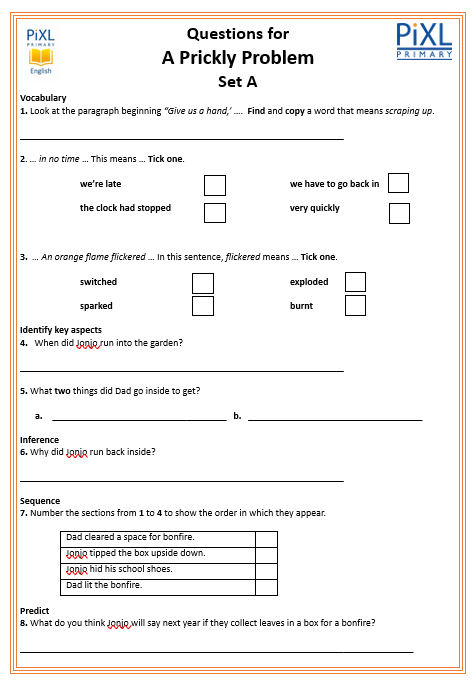 PiXL
PRIMARY
English
PiXL
PRIMARY
Questions for
A Prickly Problem
Set A
Vocabulary
1. Look at the paragraph beginning “Give us a hand,’ .... Find and copy a word that means scraping up.
2. ... in no time ... This means ... Tick one.
we’re late we have to go back in
the clock had stopped very quickly
3. ... An orange flame flickered ... In this sentence, flickered means ... Tick one.
switched exploded
sparked burnt
Identify key aspects
4. When did Jonjo run into the garden?
5. What two things did Dad go inside to get?
a. b.
Inference
6. Why did Jonjo run back inside?
Sequence
7. Number the sections from 1 to 4 to show the order in which they appear.
Dad cleared a space for bonfire.
Jonjo tipped the box upside down.
Jonjo hid his school shoes.
Dad lit the bonfire.
Predict
8. What do you think Jonjo will say next year if they collect leaves in a box for a bonfire?